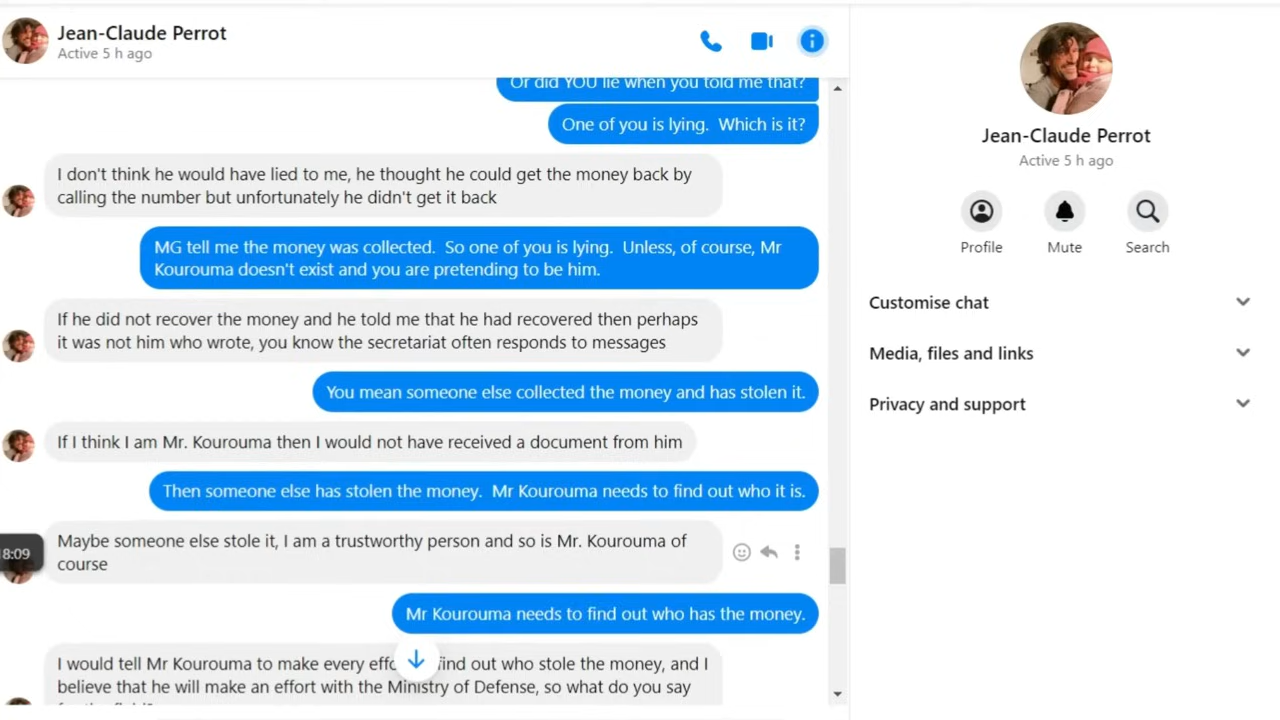 Jean-Claude Perrot
Active 5 h ago
Or did YOU lie when you told me that?
One of you is lying. Which is it?
I don't think he would have lied to me, he thought he could get the money back by
calling the number but unfortunately he didn't get it back
MG tell me the money was collected. So one of you is lying. Unless, of course, Mr
Kourouma doesn't exist and you are pretending to be him.
If he did not recover the money and he told me that he had recovered then perhaps
it was not him who wrote, you know the secretariat often responds to messages
You mean someone else collected the money and has stolen it.
If I think I am Mr. Kourouma then I would not have received a document from him
Then someone else has stolen the money. Mr Kourouma needs to find out who it is.
8:09
Maybe someone else stole it, I am a trustworthy person and so is Mr. Kourouma of
course
Mr Kourouma needs to find out who has the money.
I would tell Mr Kourouma to make every find out who stole the money, and I
believe that he will make an effort with the Ministry of Defense, so what do you say
Jean-Claude Perrot
Active 5 h ago
Profile
Mute
Search
Customise chat
Media, files and links
Privacy and support